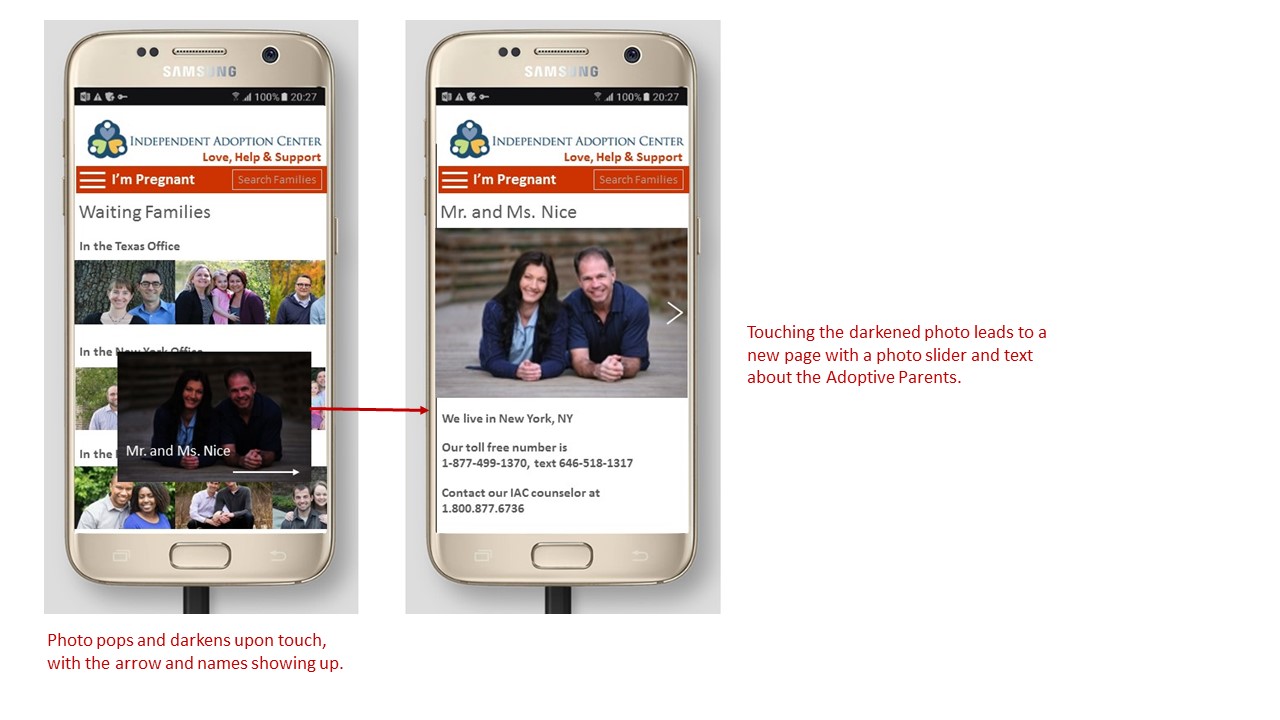 SAMSUNG
100% 20:27
INDEPENDENT ADOPTION CENTER
Love, Help & Support
I'm Pregnant
Search Families
Waiting Families
In the Texas Office
In the New York Office
In the
Mr. and Ms. Nice
Photo pops and darkens upon touch,
with the arrow and names showing up.
SAMSUNG
100% 20:27
INDEPENDENT ADOPTION CENTER
Love, Help & Support
I'm Pregnant
Search Families
Mr. and Ms. Nice
We live in New York, NY
Our toll free number is
1-877-499-1370, text 646-518-1317
Contact our IAC counselor at
1.800.877.6736
Touching the darkened photo leads to a
new page with a photo slider and text
about the Adoptive Parents.